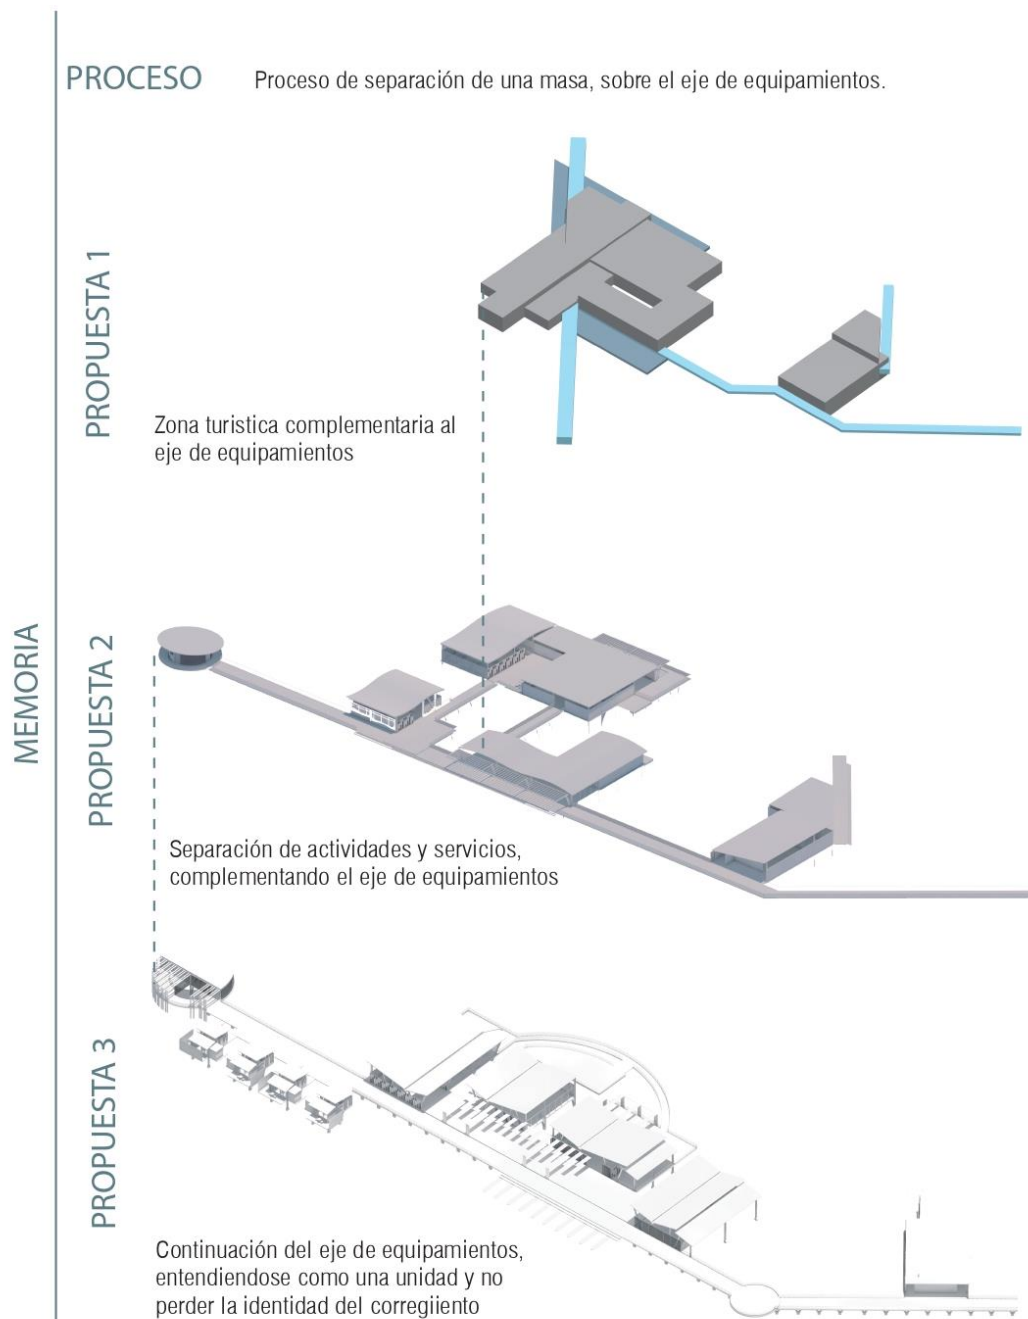 PROCESO
Proceso de separación de una masa, sobre el eje de equipamientos.
PROPUESTA 1
Zona turistica complementaria al
eje de equipamientos
MEMORIA
PROPUESTA 2
Separación de actividades y servicios,
complementando el eje de equipamientos
PROPUESTA 3
Continuación del eje de equipamientos,
entendiendose como una unidad y no
perder la identidad del corregiiento